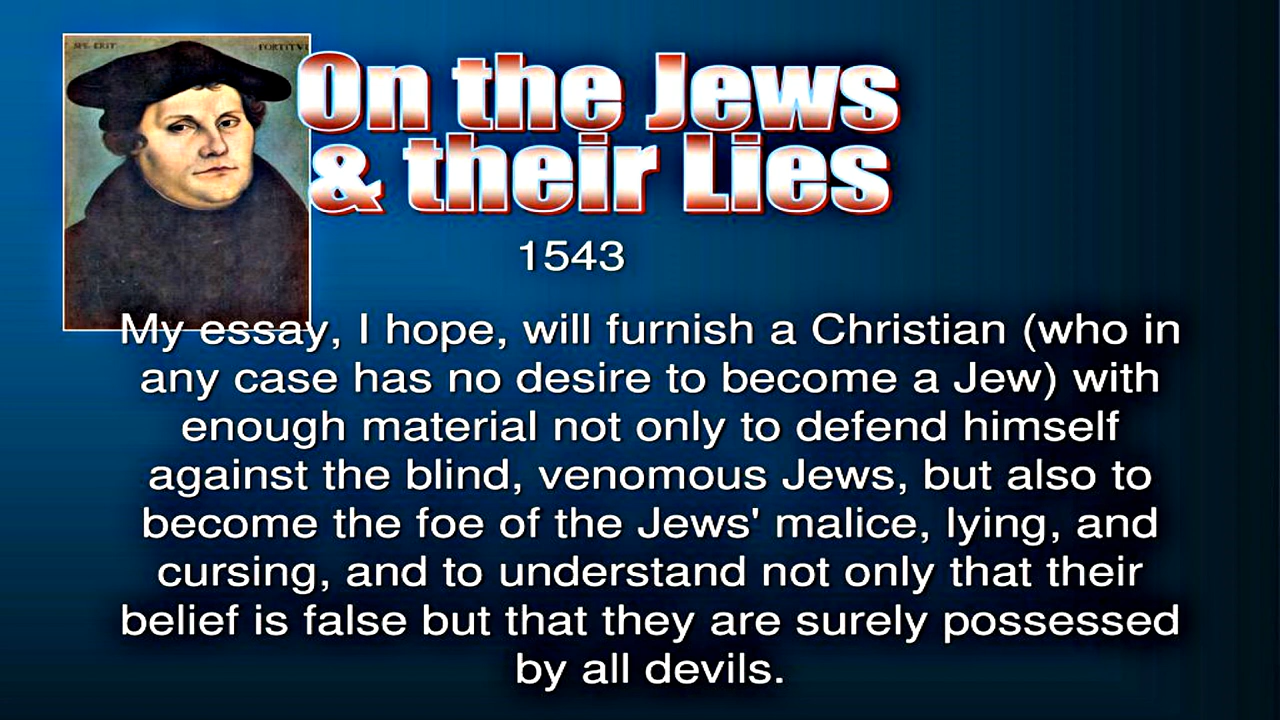 SPE·ERIT
On the Jews
& their Lies
1543
My essay, I hope, will furnish a Christian (who in
any case has no desire to become a Jew) with
enough material not only to defend himself
against the blind, venomous Jews, but also to
become the foe of the Jews' malice, lying, and
cursing, and to understand not only that their
belief is false but that they are surely possessed
by all devils.